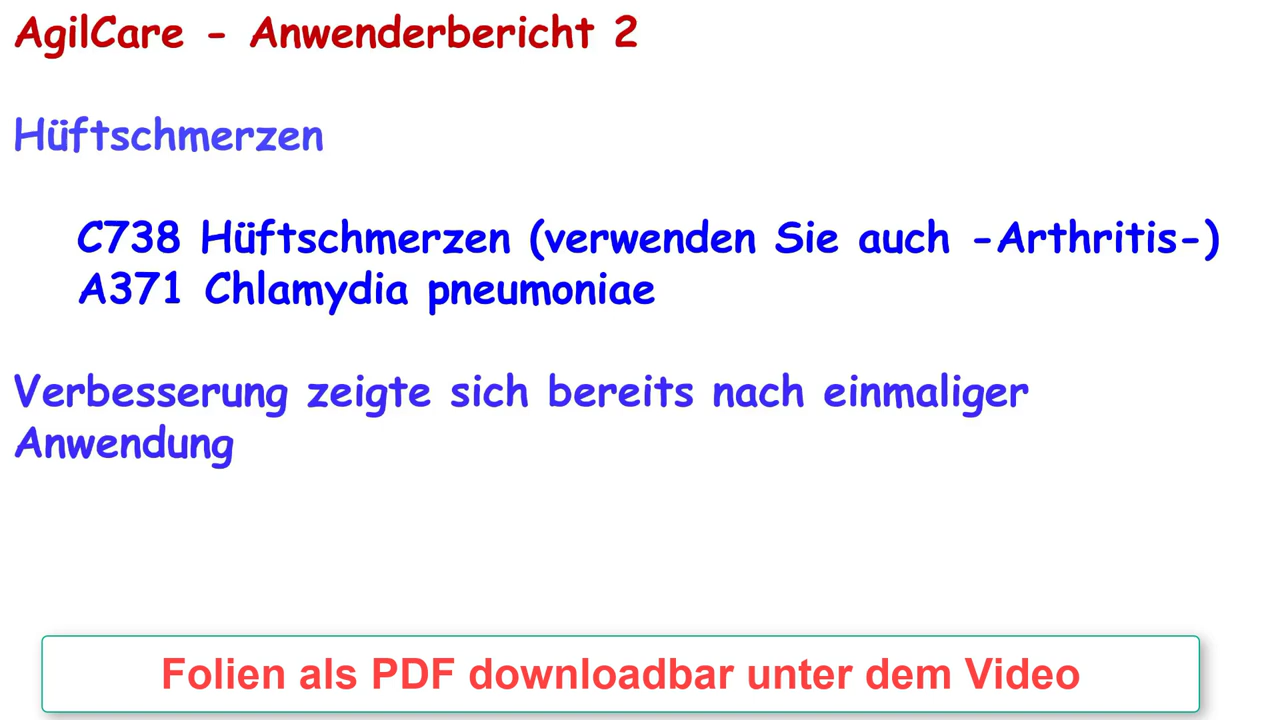 AgilCare - Anwenderbericht 2
Hüftschmerzen
C738 Hüftschmerzen (verwenden Sie auch -Arthritis-)
A371 Chlamydia pneumoniae
Verbesserung zeigte sich bereits nach einmaliger
Anwendung
Folien als PDF downloadbar unter dem Video